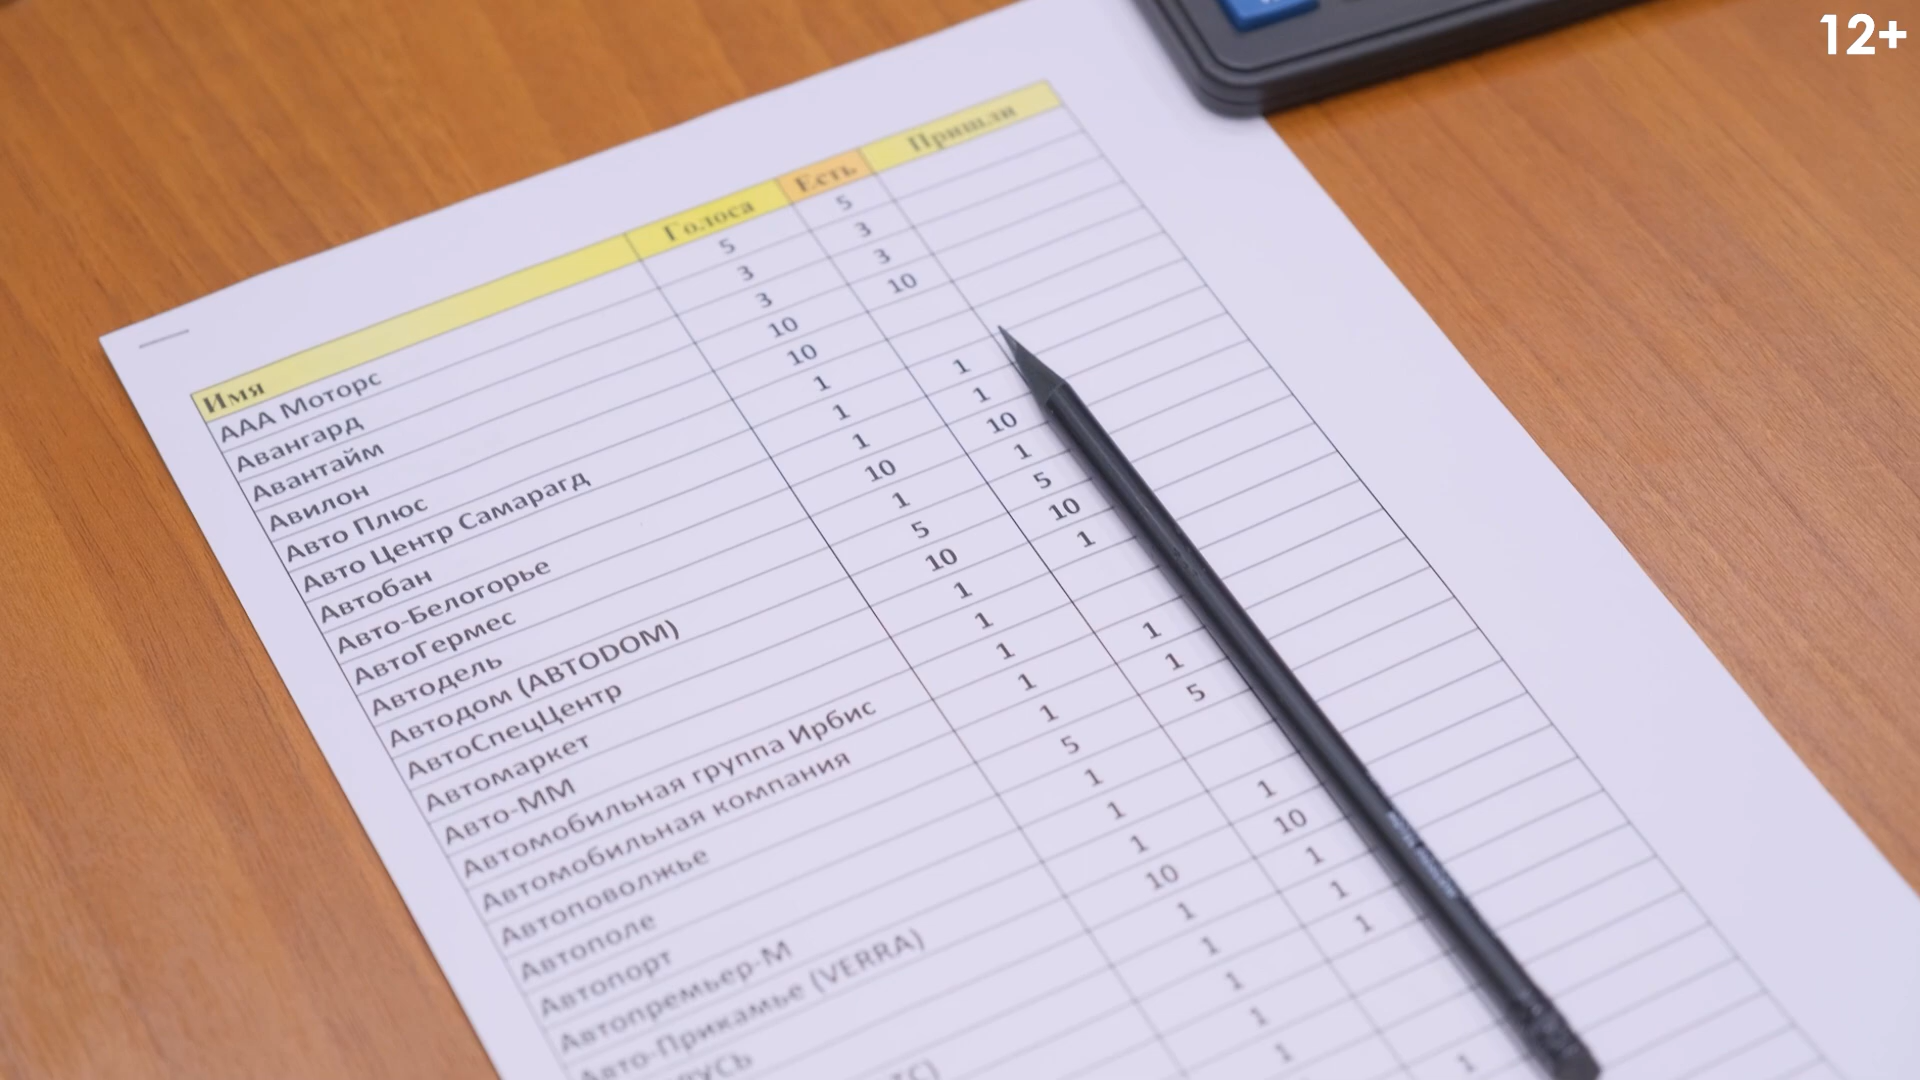 12+
Имя Голоса Есть Пришли
ААА Моторс 5 5
Авангард 3 3
Авантайм 3 3
Авилон 10 10
Авто Плюс 10
Авто Центр Самарагд 1
Автобан 1 1
Авто-Белогорье 1 1
АвтоГермес 10 10
Автодель 1 1
Автодом (АВТОDOM) 5 5
АвтоСпецЦентр 10 10
Автомаркет 1 1
Авто-ММ 1
Автомобильная группа Ирбис 1
Автомобильная компания 1 1
Автоповолжье 1 1
Автополе 5 5
Автопорт 1
Автопремьер-М 1
Авто-Прикамье (VERRA) 1 1
10 10
1 1
1 1
1 1
1
1 1